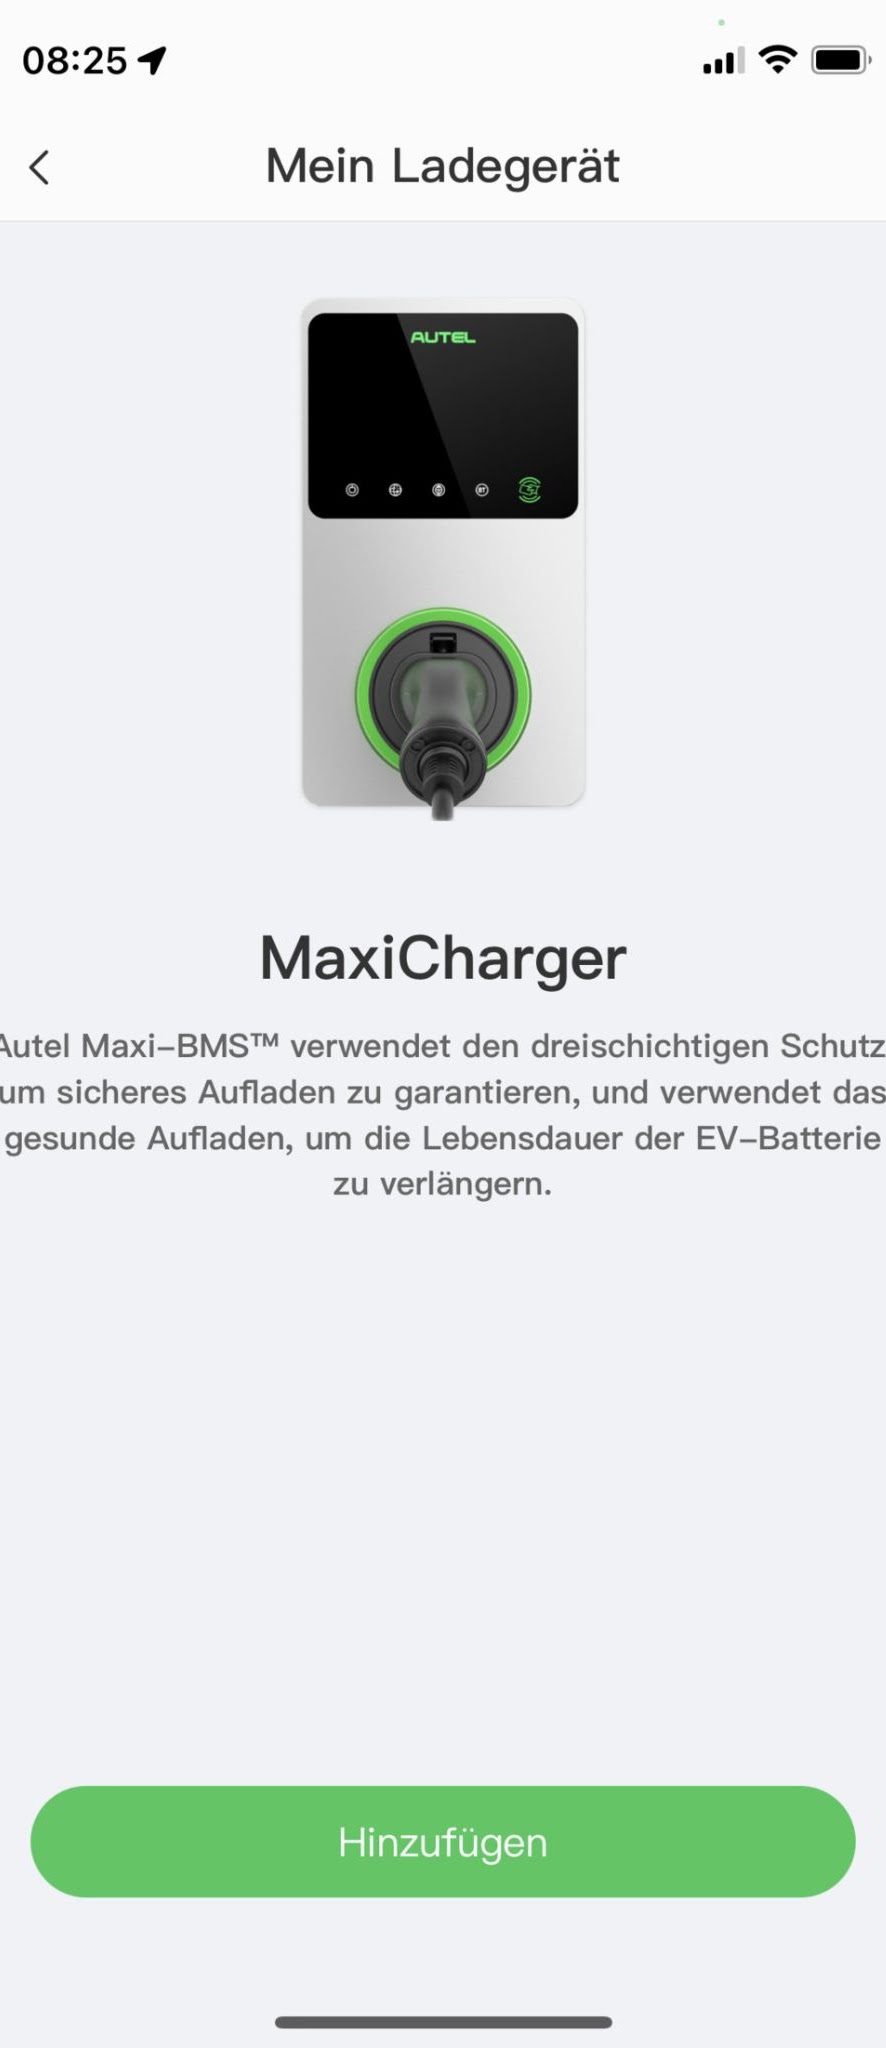 08:25
Mein Ladegerät
AUTEL
BT
MaxiCharger
Autel Maxi-BMS™ verwendet den dreischichtigen Schutz
um sicheres Aufladen zu garantieren, und verwendet das
gesunde Aufladen, um die Lebensdauer der EV-Batterie
zu verlängern.
Hinzufügen